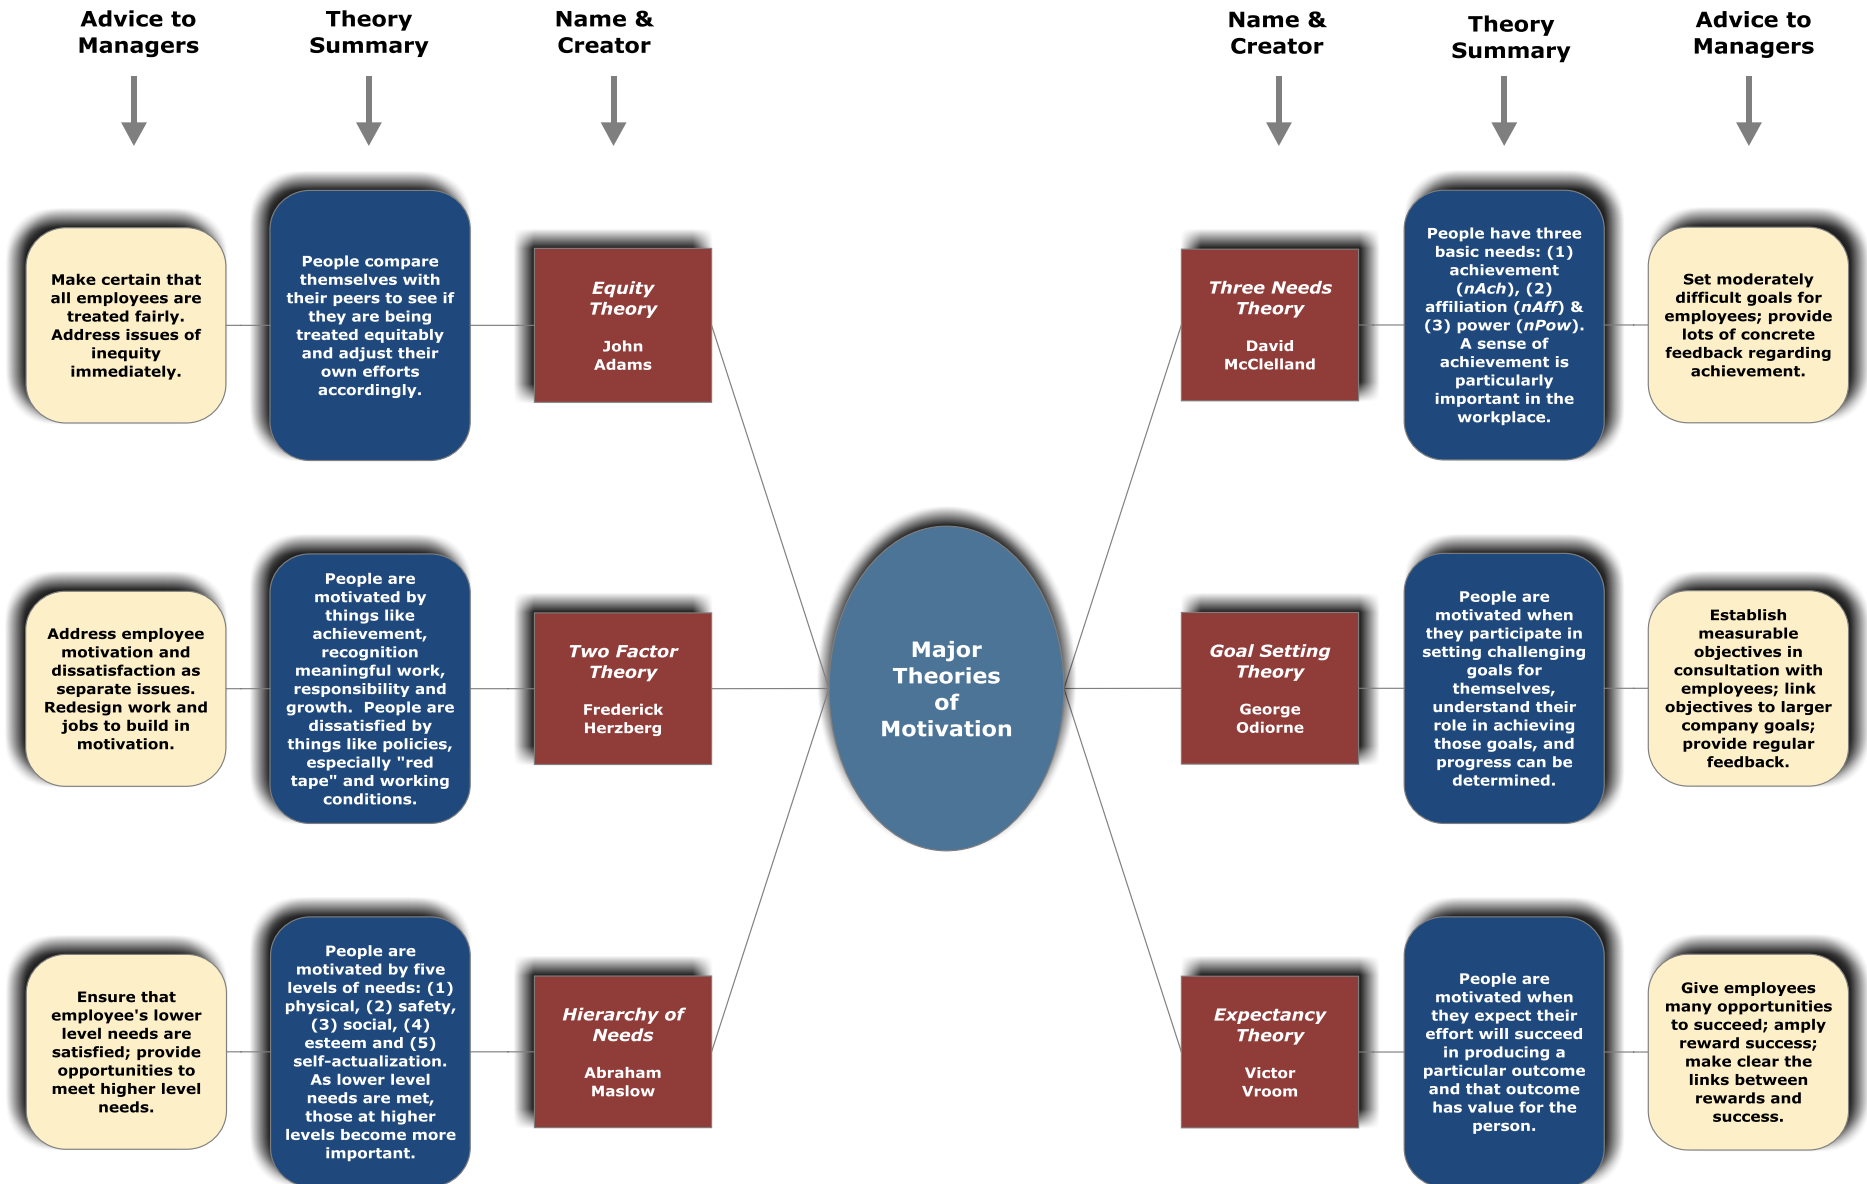 Advice to
Managers
Theory
Summary
Name &
Creator
Name &
Creator
Theory
Summary
Advice to
Managers
Make certain that
all employees are
treated fairly.
Address issues of
inequity
immediately.
People compare
themselves with
their peers to see if
they are being
treated equitably
and adjust their
own efforts
accordingly.
Equity
Theory
John
Adams
Three Needs
Theory
David
McClelland
People have three
basic needs: (1)
achievement
(nAch), (2)
affiliation (nAff) &
(3) power (nPow).
A sense of
achievement is
particularly
important in the
workplace.
Set moderately
difficult goals for
employees; provide
lots of concrete
feedback regarding
achievement.
Address employee
motivation and
dissatisfaction as
separate issues.
Redesign work and
jobs to build in
motivation.
People are
motivated by
things like
achievement,
recognition
meaningful work,
responsibility and
growth.  People are
dissatisfied by
things like policies,
especially "red
tape" and working
conditions.
Two Factor
Theory
Frederick
Herzberg
Major
Theories
of
Motivation
Goal Setting
Theory
George
Odiorne
People are
motivated when
they participate in
setting challenging
goals for
themselves,
understand their
role in achieving
those goals, and
progress can be
determined.
Establish
measurable
objectives in
consultation with
employees; link
objectives to larger
company goals;
provide regular
feedback.
Ensure that
employee's lower
level needs are
satisfied; provide
opportunities to
meet higher level
needs.
People are
motivated by five
levels of needs: (1)
physical, (2) safety,
(3) social, (4)
esteem and (5)
self-actualization.
As lower level
needs are met,
those at higher
levels become more
important.
Hierarchy of
Needs
Abraham
Maslow
Expectancy
Theory
Victor
Vroom
People are
motivated when
they expect their
effort will succeed
in producing a
particular outcome
and that outcome
has value for the
person.
Give employees
many opportunities
to succeed; amply
reward success;
make clear the
links between
rewards and
success.